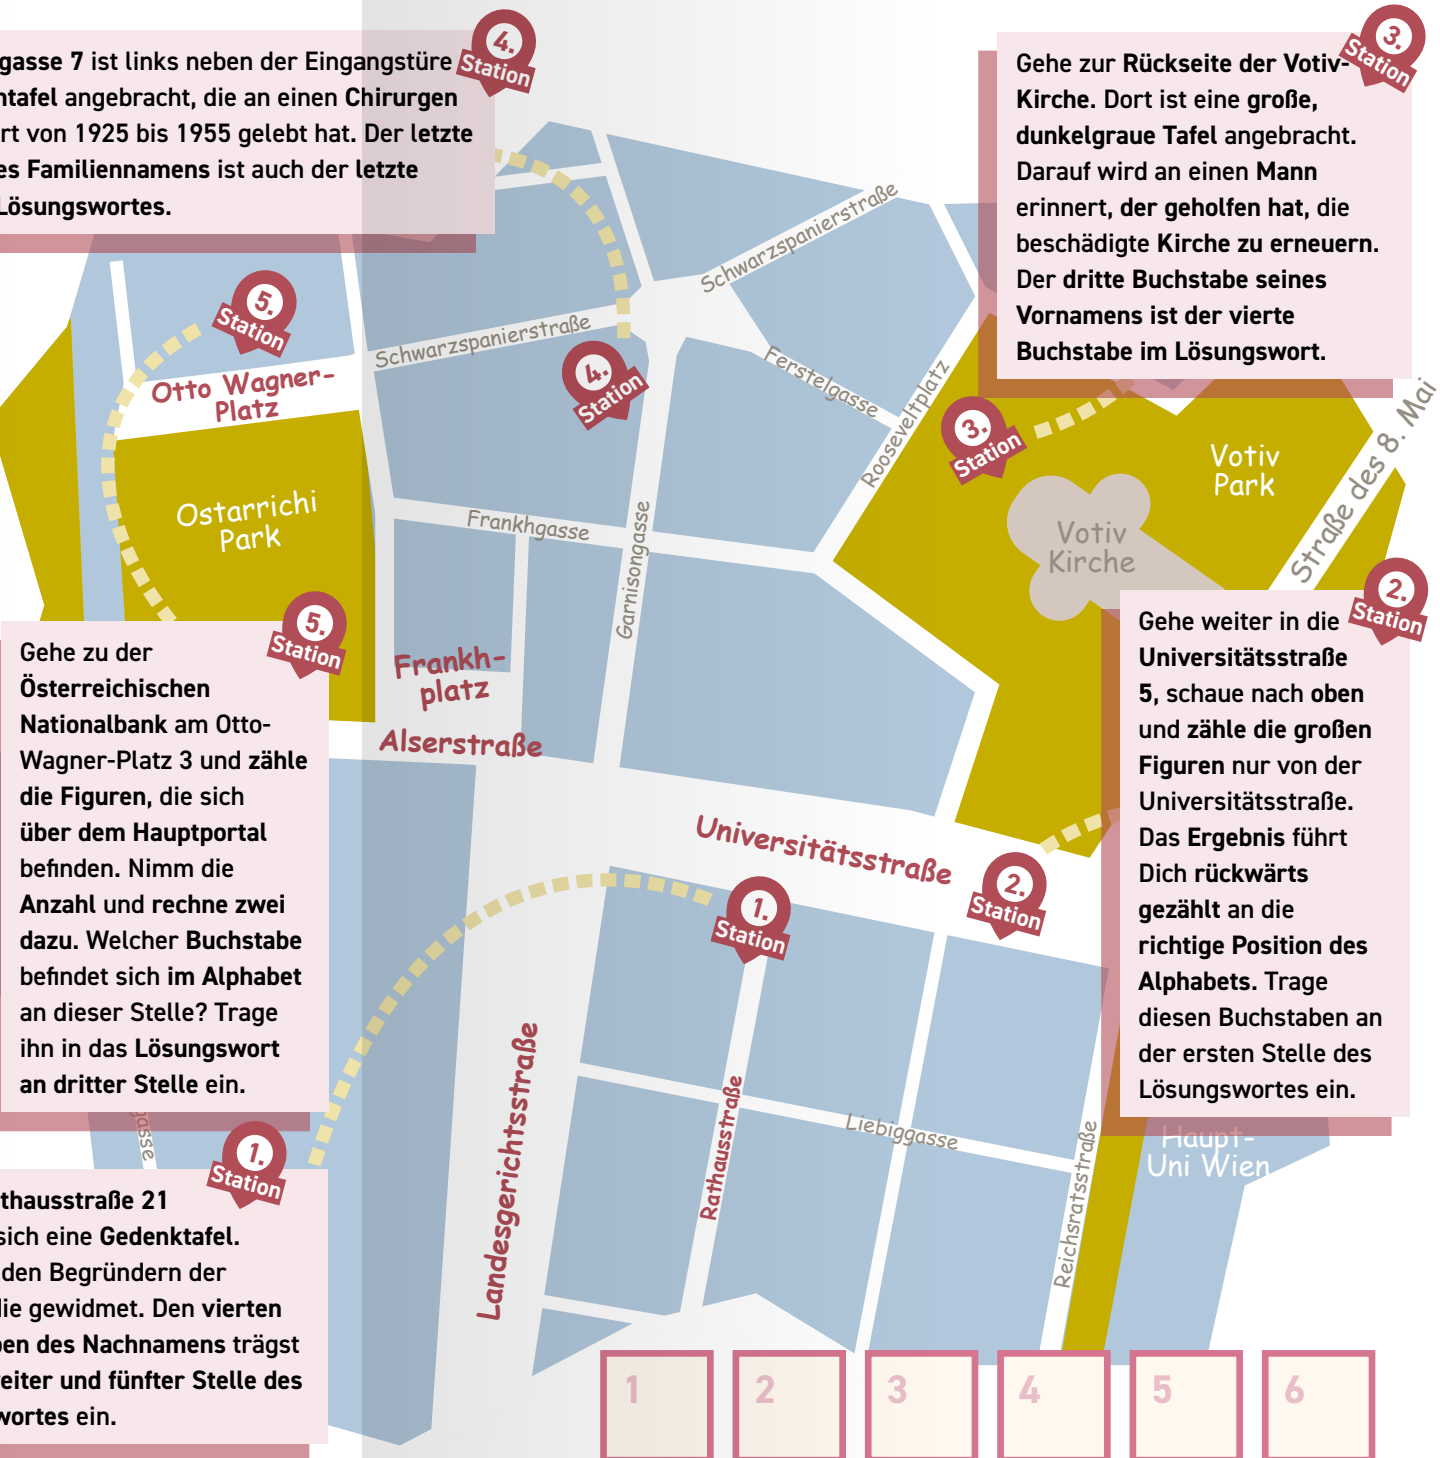 4.
Station
gasse 7 ist links neben der Eingangstüre
ntafel angebracht, die an einen Chirurgen
rt von 1925 bis 1955 gelebt hat. Der letzte
es Familiennamens ist auch der letzte
Lösungswortes.
3.
Station
Gehe zur Rückseite der Votiv-
Kirche. Dort ist eine große,
dunkelgraue Tafel angebracht.
Darauf wird an einen Mann
erinnert, der geholfen hat, die
beschädigte Kirche zu erneuern.
Der dritte Buchstabe seines
Vornamens ist der vierte
Buchstabe im Lösungswort.
Schwarzspanierstraße
Schwarzspanierstraße
5.
Station
Otto Wagner-
Platz
4.
Station
Ferstelgasse
Rooseveltplatz
3.
Station
Votiv
Park
Straße des 8. Mai
Ostarrichi
Park
Frankhgasse
Garnisongasse
Votiv
Kirche
2.
Station
Gehe weiter in die
Universitätsstraße
5, schaue nach oben
und zähle die großen
Figuren nur von der
Universitätsstraße.
Das Ergebnis führt
Dich rückwärts
gezählt an die
richtige Position des
Alphabets. Trage
diesen Buchstaben an
der ersten Stelle des
Lösungswortes ein.
5.
Station
Gehe zu der
Österreichischen
Nationalbank am Otto-
Wagner-Platz 3 und zähle
die Figuren, die sich
über dem Hauptportal
befinden. Nimm die
Anzahl und rechne zwei
dazu. Welcher Buchstabe
befindet sich im Alphabet
an dieser Stelle? Trage
ihn in das Lösungswort
an dritter Stelle ein.
Frankh-
platz
Alserstraße
Universitätsstraße
1.
Station
2.
Station
Landesgerichtsstraße
Rathausstraße
Liebiggasse
Reichsratsstraße
Haupt-
Uni Wien
gasse
1.
Station
thausstraße 21
sich eine Gedenktafel.
den Begründern der
lie gewidmet. Den vierten
ben des Nachnamens trägst
eiter und fünfter Stelle des
wortes ein.
1 2 3 4 5 6